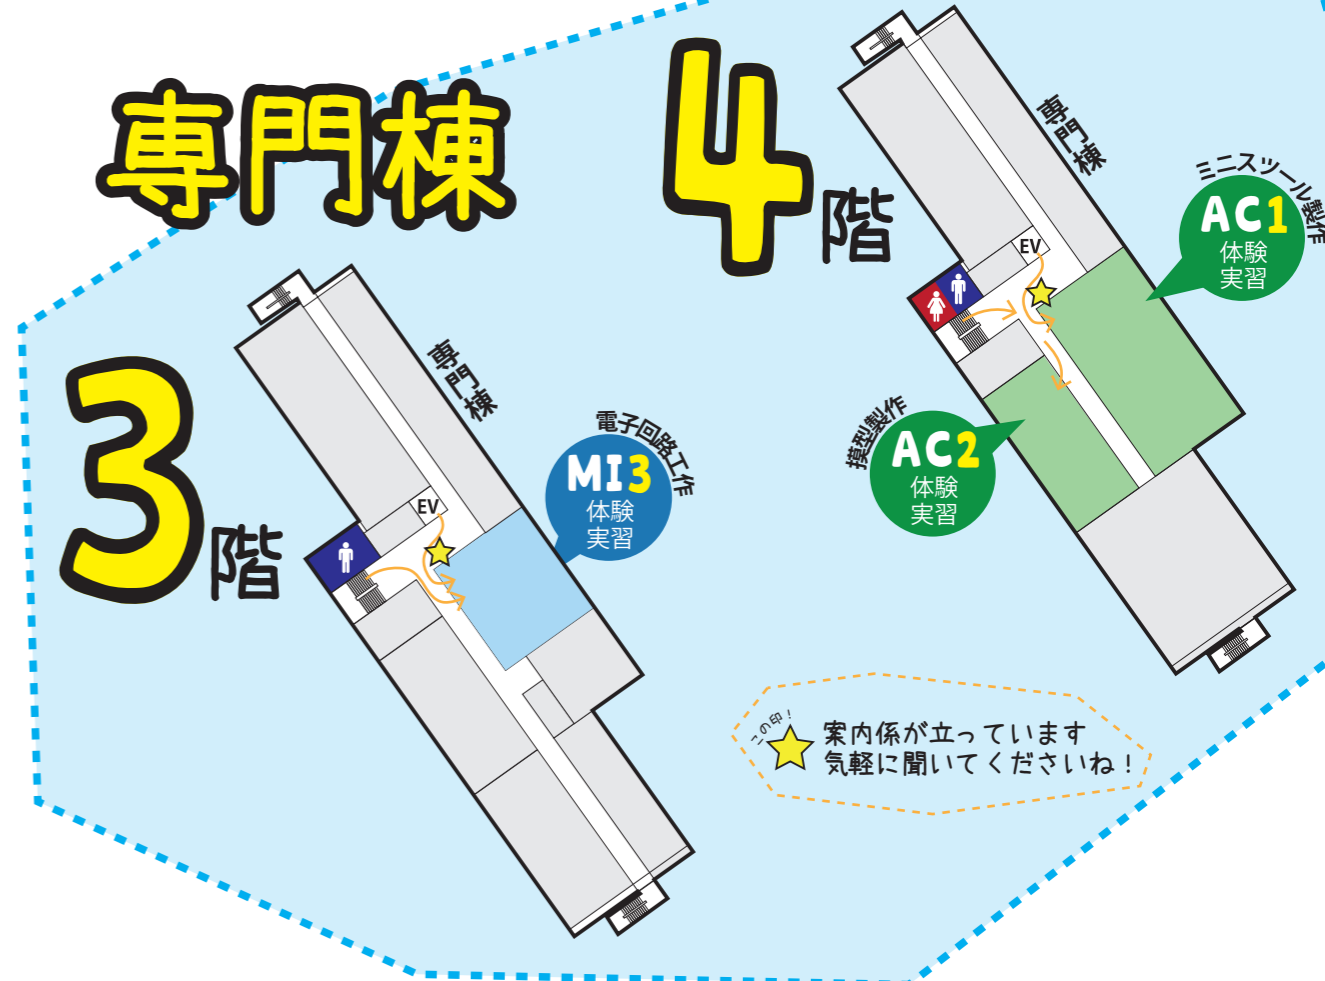 専門棟
4階
専門棟
ミニスツール製作
AC1
体験
実習
EV
模型製作
AC2
体験
実習
3階
専門棟
電子回路工作
MI3
体験
実習
EV
この印！
案内係が立っています
気軽に聞いてくださいね！